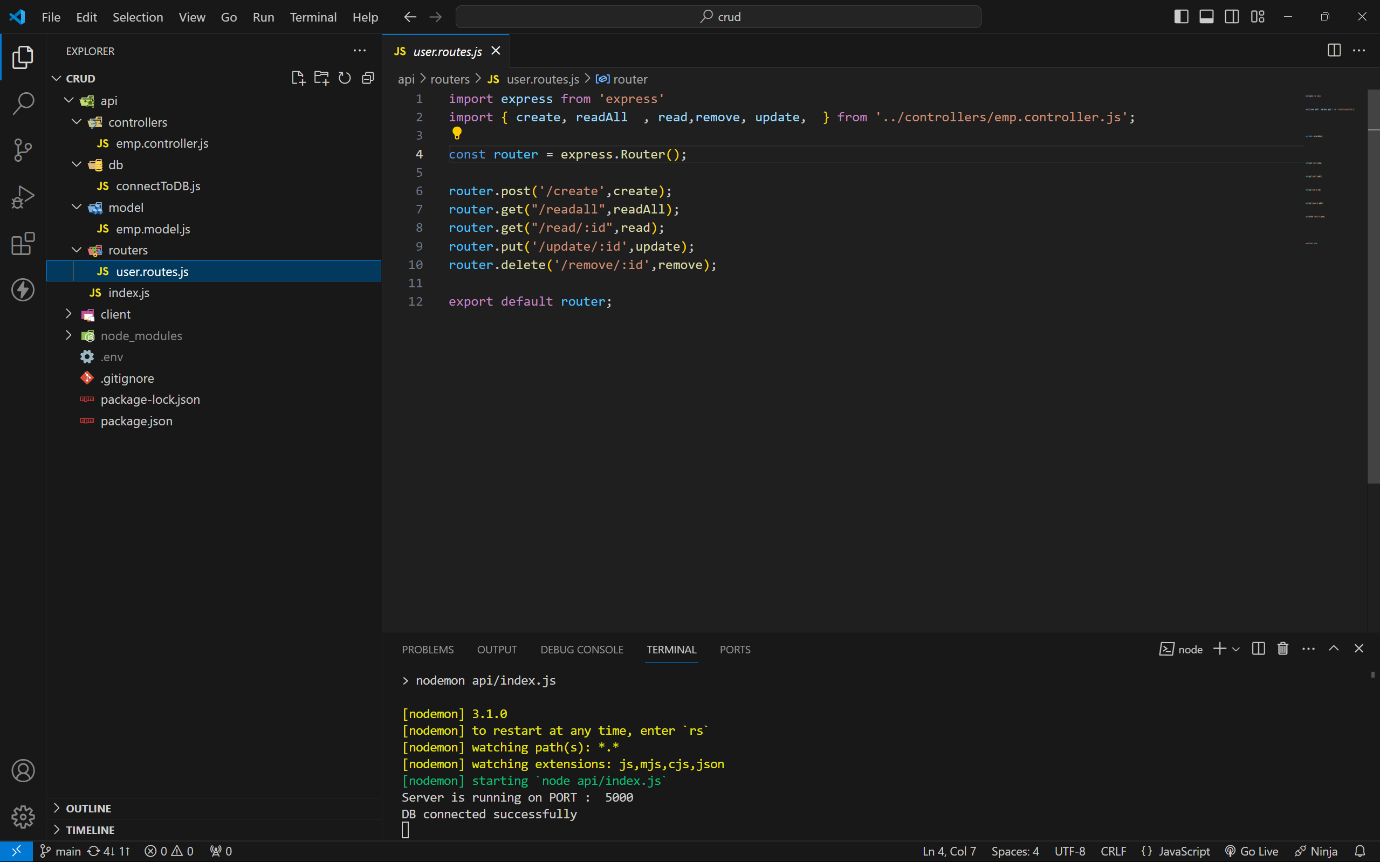 File Edit Selection View Go Run Terminal Help
crud
EXPLORER
CRUD
api
controllers
JS emp.controller.js
db
JS connectToDB.js
model
JS emp.model.js
routers
JS user.routes.js
JS index.js
client
node_modules
.env
.gitignore
package-lock.json
package.json
OUTLINE
TIMELINE
JS user.routes.js
api > routers > JS user.routes.js > router
1 import express from 'express'
2 import { create, readAll  , read,remove, update,  } from '../controllers/emp.controller.js';
3
4 const router = express.Router();
5
6 router.post('/create',create);
7 router.get("/readall",readAll);
8 router.get("/read/:id",read);
9 router.put('/update/:id',update);
10 router.delete('/remove/:id',remove);
11
12 export default router;
PROBLEMS OUTPUT DEBUG CONSOLE TERMINAL PORTS
node
> nodemon api/index.js
[nodemon] 3.1.0
[nodemon] to restart at any time, enter `rs`
[nodemon] watching path(s): *.*
[nodemon] watching extensions: js,mjs,cjs,json
[nodemon] starting `node api/index.js`
Server is running on PORT :  5000
DB connected successfully
main 4↓ 1↑ 0 0 0
Ln 4, Col 7 Spaces: 4 UTF-8 CRLF {} JavaScript Go Live Ninja